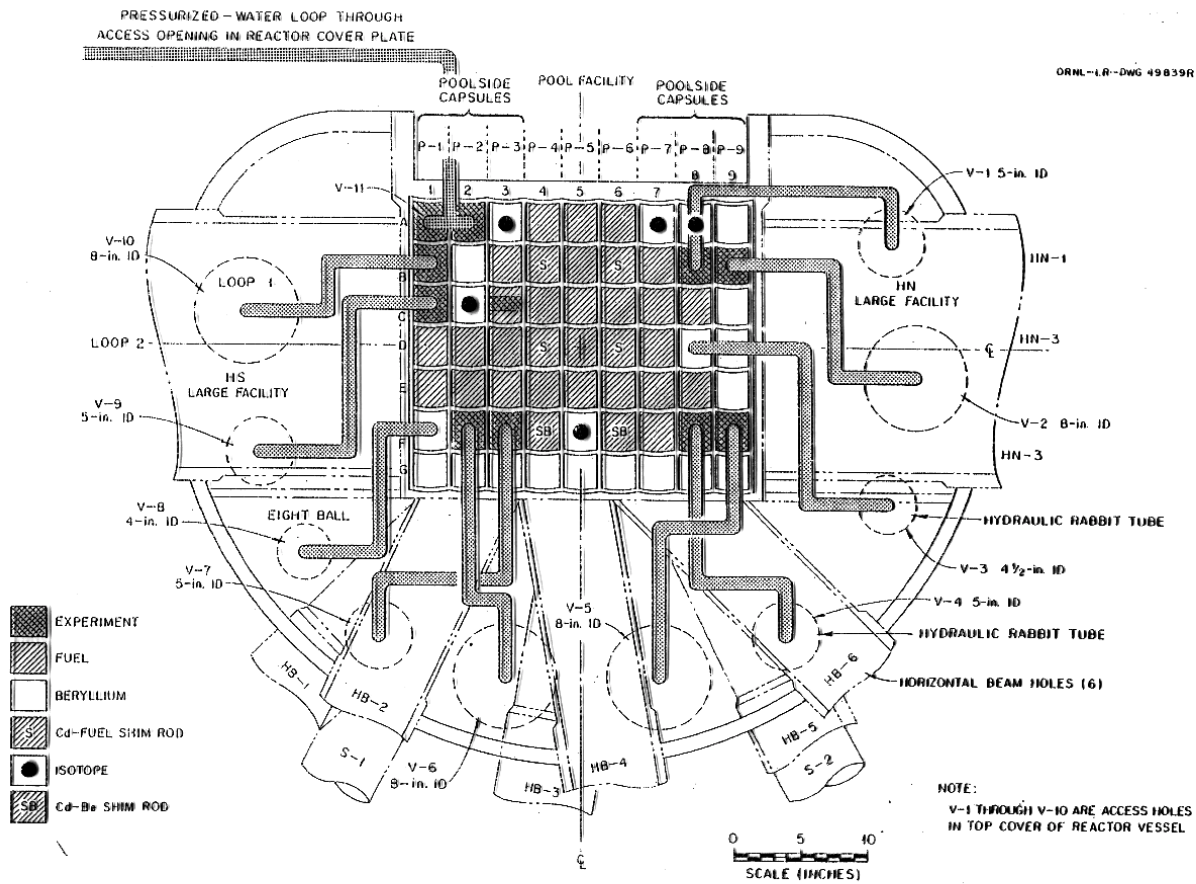 PRESSURIZED-WATER LOOP THROUGH
ACCESS OPENING IN REACTOR COVER PLATE
ORNL-LR-DWG 49839R
POOLSIDE
CAPSULES
POOL FACILITY
POOLSIDE
CAPSULES
P-1 P-2 P-3 P-4 P-5 P-6 P-7 P-8 P-9
1 2 3 4 5 6 7 8 9
V-11
V-1 5-in. ID
A
V-10
8-in. ID
LOOP 1
B
S
S
HN-1
HN
LARGE FACILITY
C
LOOP 2
D
S
S
HN-3
HS
LARGE FACILITY
E
V-9
5-in. ID
F
SB
SB
V-2 8-in. ID
HN-3
G
V-8
4-in. ID
EIGHT BALL
HYDRAULIC RABBIT TUBE
V-3 4 1/2-in. ID
V-7
5-in. ID
V-5
8-in. ID
V-4 5-in. ID
HYDRAULIC RABBIT TUBE
HORIZONTAL BEAM HOLES (6)
HB-1
HB-2
HB-3
HB-4
HB-5
HB-6
S-1
S-2
V-6
8-in. ID
EXPERIMENT
FUEL
BERYLLIUM
S Cd-FUEL SHIM ROD
ISOTOPE
SB Cd-Be SHIM ROD
NOTE:
V-1 THROUGH V-10 ARE ACCESS HOLES
IN TOP COVER OF REACTOR VESSEL
0 5 10
SCALE (INCHES)